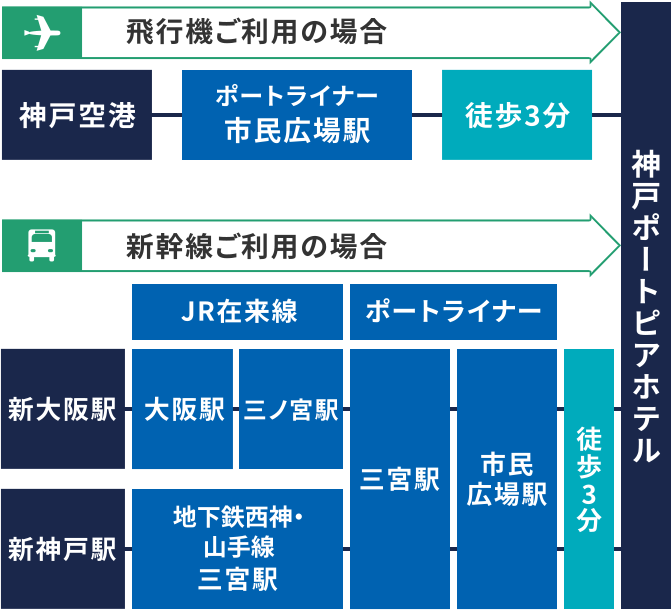 飛行機ご利用の場合
神戸空港
ポートライナー
市民広場駅
徒歩3分
神戸ポートピアホテル
新幹線ご利用の場合
JR在来線
ポートライナー
新大阪駅
大阪駅
三ノ宮駅
三宮駅
市民
広場駅
徒歩3分
新神戸駅
地下鉄西神・
山手線
三宮駅